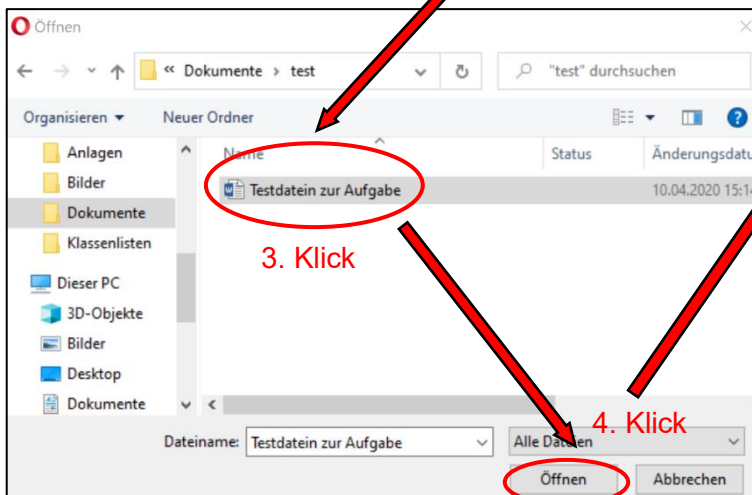 Öffnen
« Dokumente › test
"test" durchsuchen
Organisieren
Neuer Ordner
Name Status Änderungsdatu
Anlagen
Testdatein zur Aufgabe 10.04.2020 15:14
Bilder
Dokumente
Klassenlisten
3. Klick
Dieser PC
3D-Objekte
Bilder
Desktop
Dokumente
4. Klick
Dateiname: Testdatein zur Aufgabe Alle Dateien
Öffnen Abbrechen